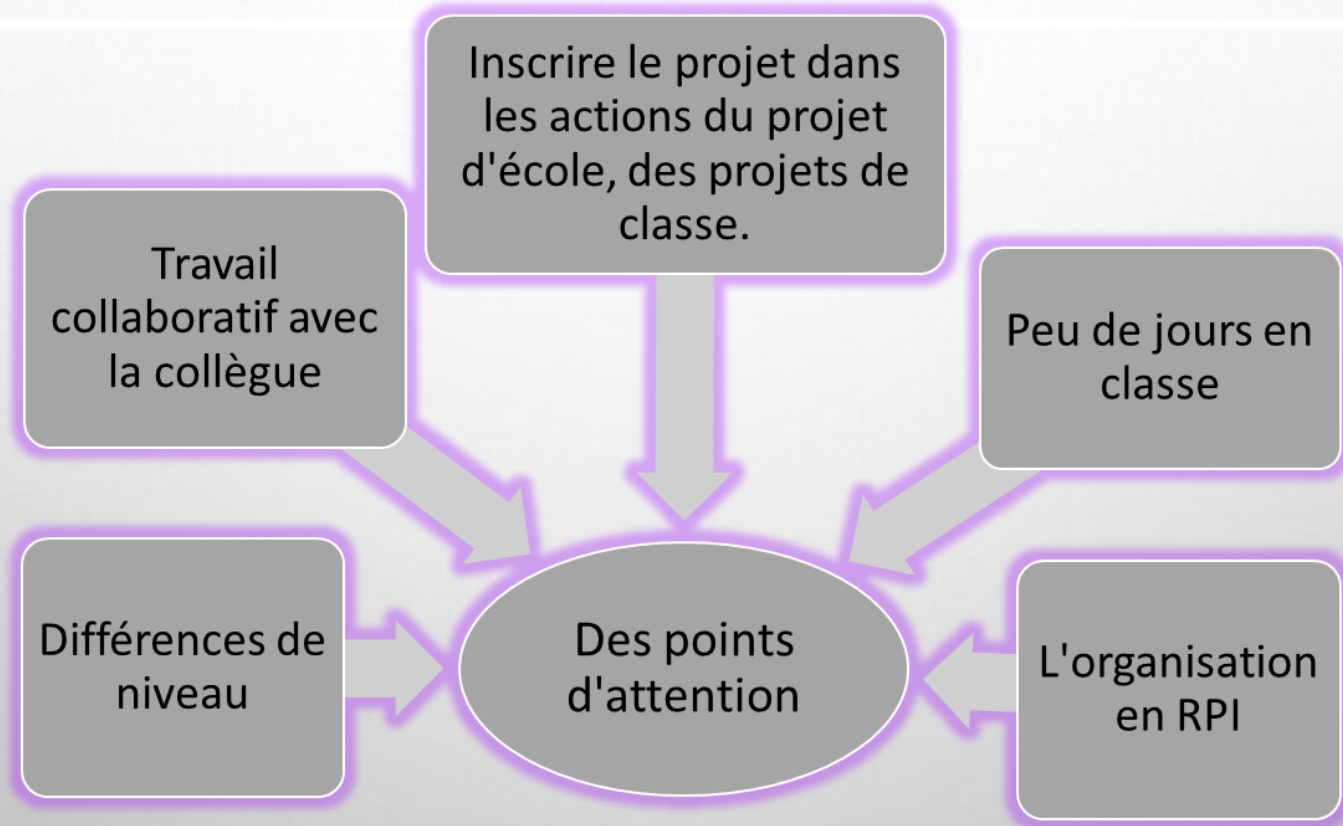 Inscrire le projet dans
les actions du projet
d'école, des projets de
classe.
Travail
collaboratif avec
la collègue
Peu de jours en
classe
Différences de
niveau
Des points
d'attention
L'organisation
en RPI